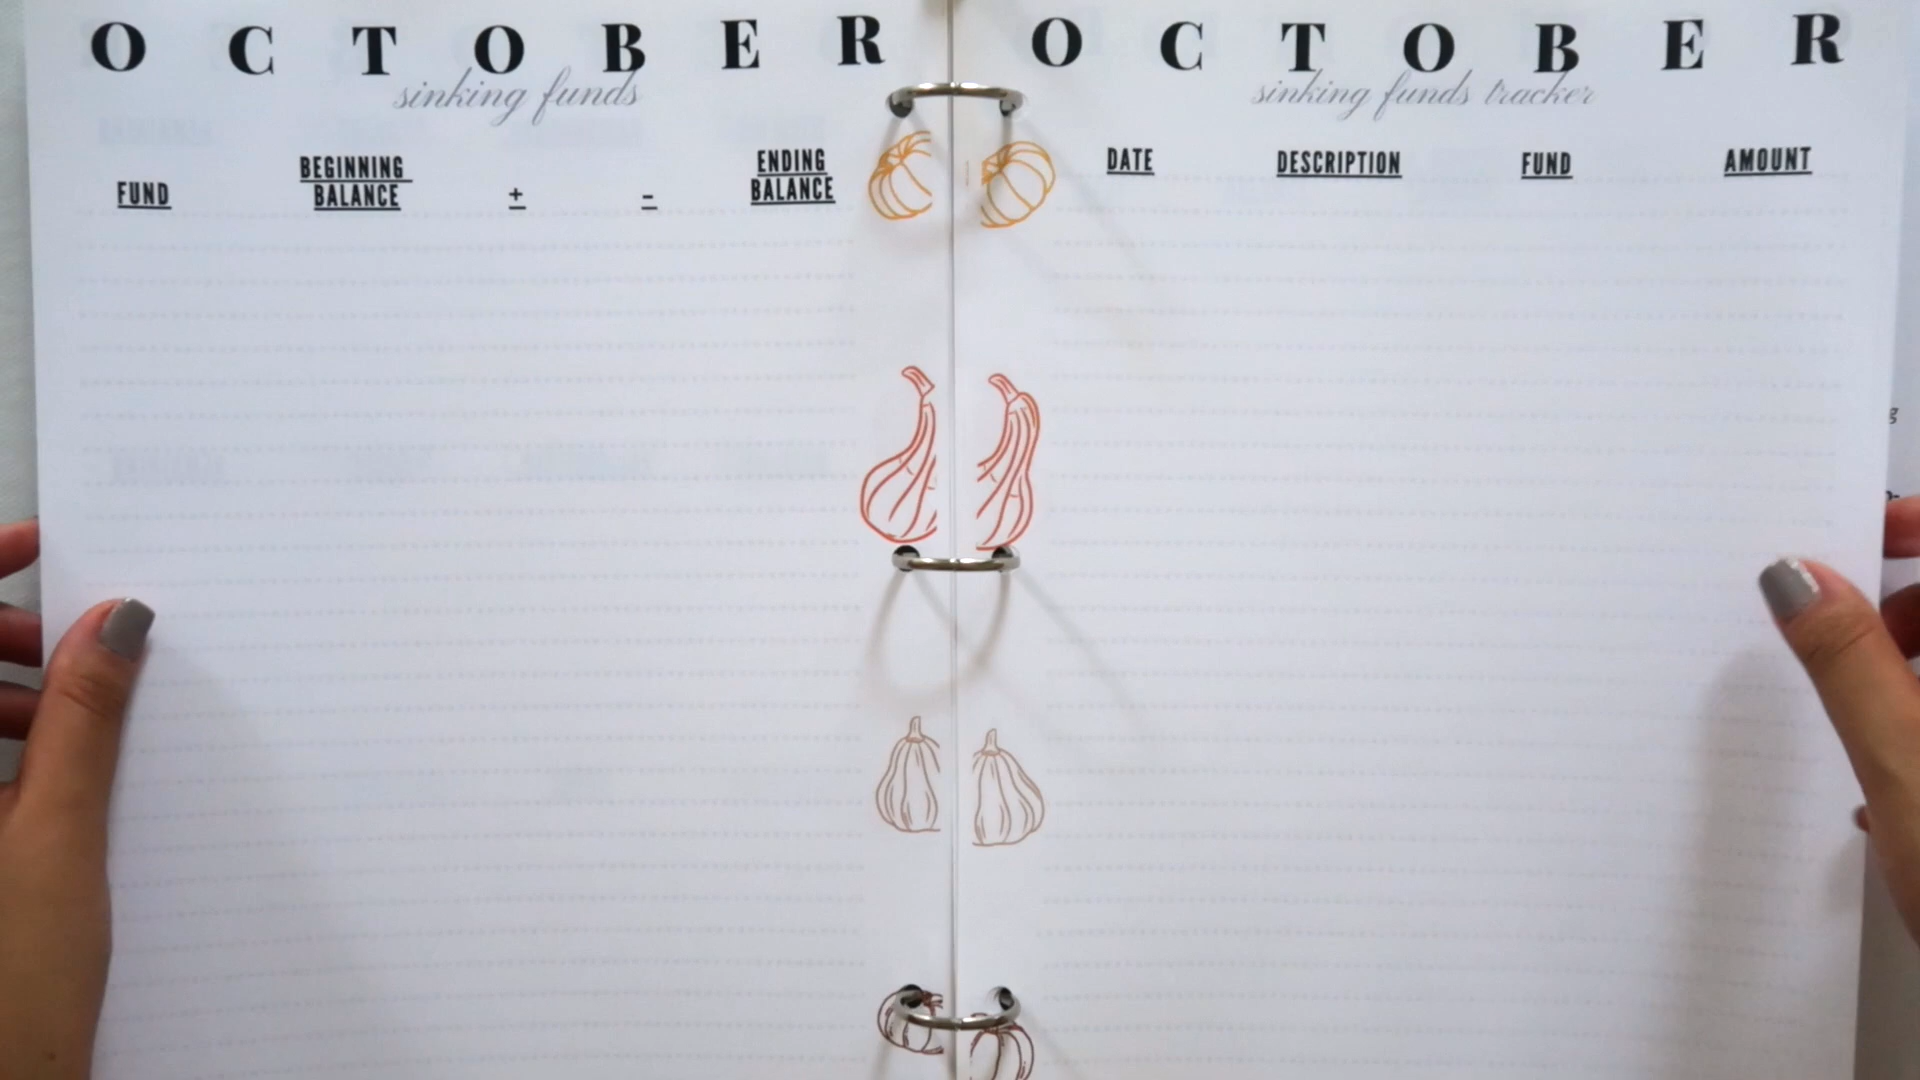 OCTOBER
sinking funds
FUND BEGINNING BALANCE + - ENDING BALANCE
OCTOBER
sinking funds tracker
DATE DESCRIPTION FUND AMOUNT